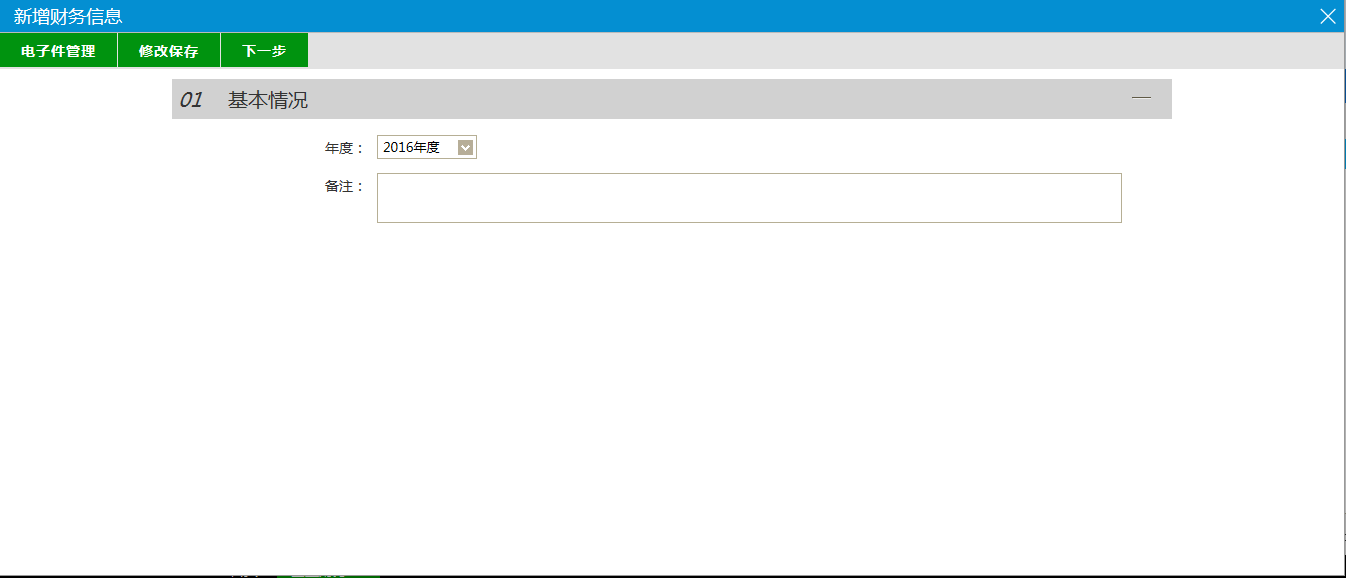 新增财务信息
电子件管理 修改保存 下一步
01 基本情况
年度： 2016年度
备注：